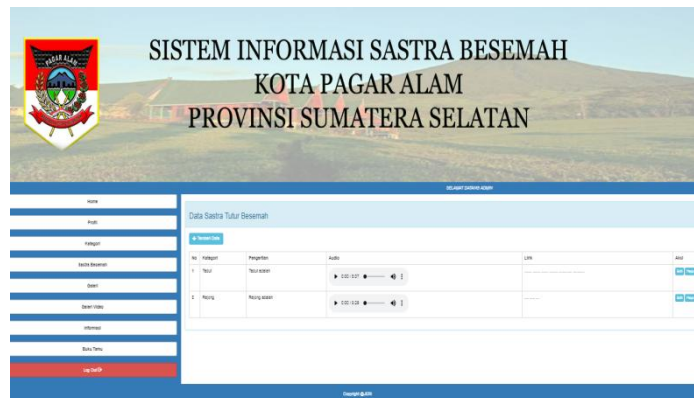 PAGAR ALAM
SISTEM INFORMASI SASTRA BESEMAH
KOTA PAGAR ALAM
PROVINSI SUMATERA SELATAN
SELAMAT DATANG ADMIN
Home
Profil
Kategori
Sastra Besemah
Galeri
Galeri Video
Informasi
Buku Tamu
Log Out
Data Sastra Tutur Besemah
+ Tambah Data
No Kategori Pengertian Audio Link Aksi
1 Tadut Tadut adalah 0:00 / 0:27
2 Rejung Rejung adalah 0:00 / 0:28
Copyright @